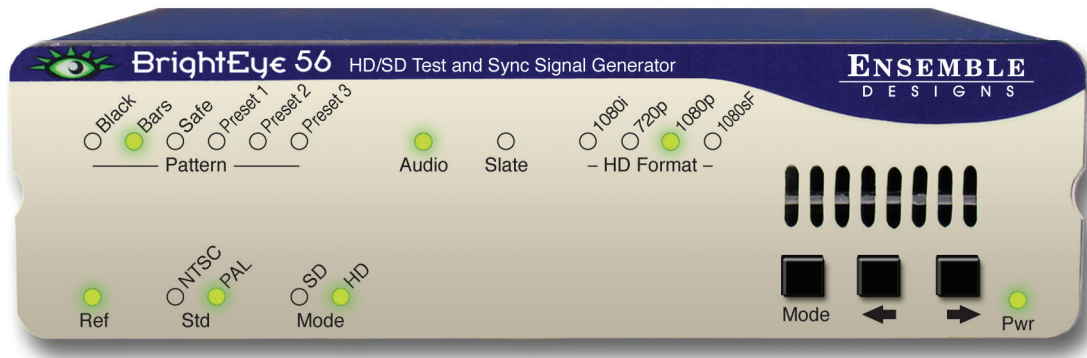 BrightEye 56 HD/SD Test and Sync Signal Generator
ENSEMBLE
DESIGNS
Black Bars Safe Preset 1 Preset 2 Preset 3
Pattern
Audio
Slate
1080i 720p 1080p 1080sF
HD Format
NTSC PAL
SD HD
Ref
Std
Mode
Mode
Pwr